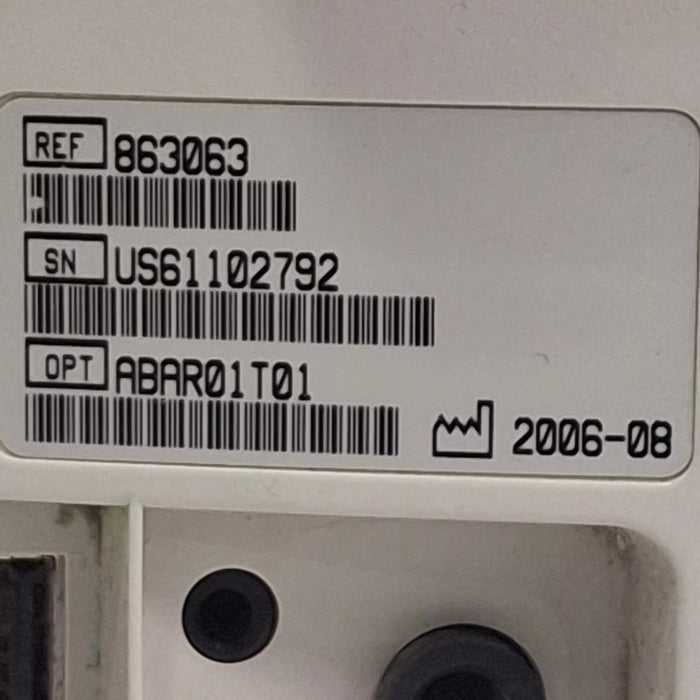 REF 863063
SN US61102792
OPT ABAR01T01
2006-08